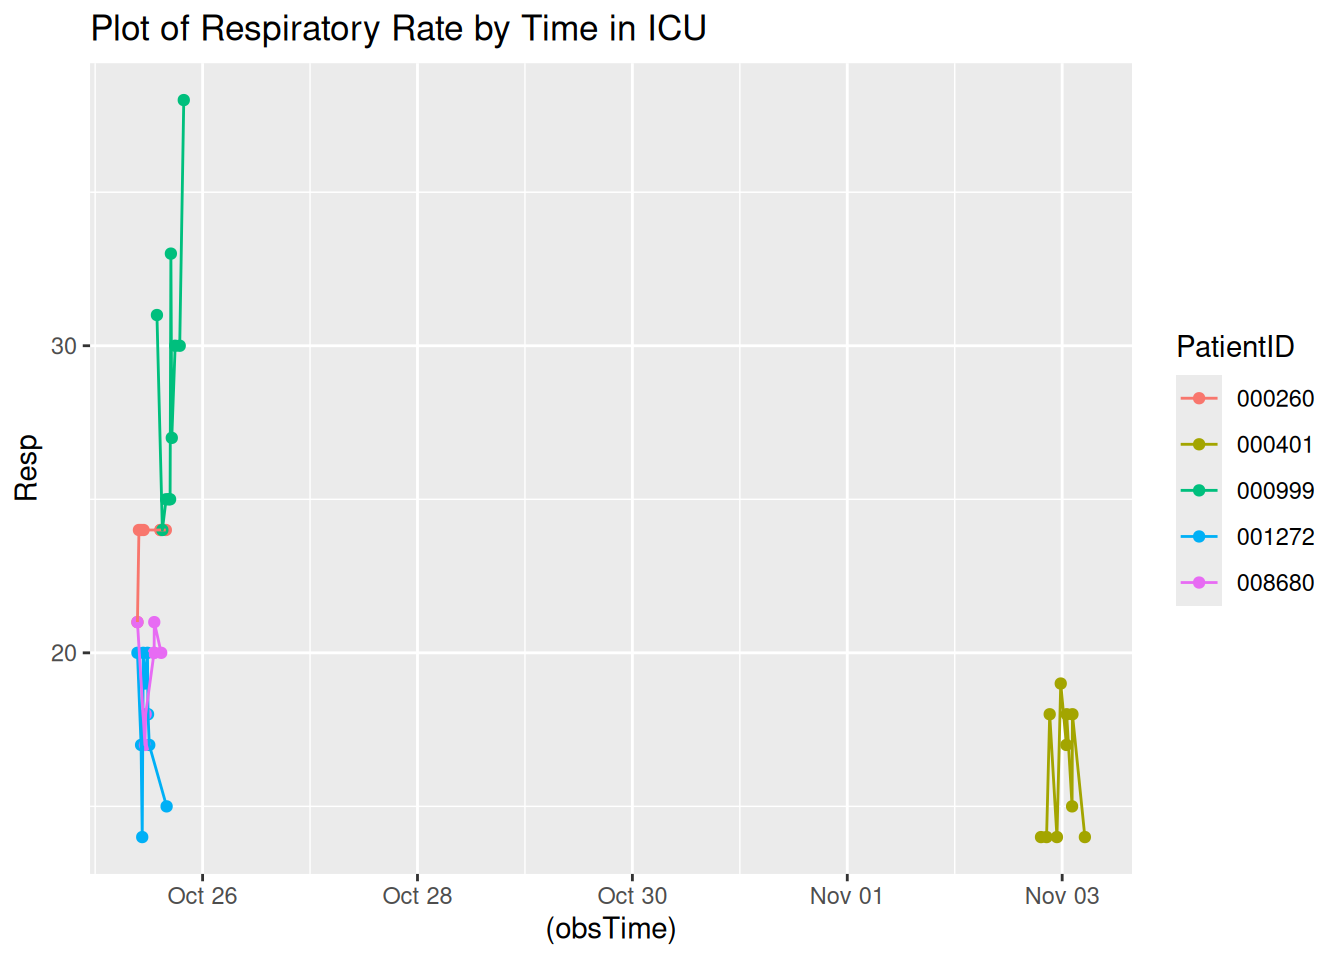 Plot of Respiratory Rate by Time in ICU
Resp
30
20
Oct 26
Oct 28
Oct 30
Nov 01
Nov 03
(obsTime)
PatientID
000260
000401
000999
001272
008680